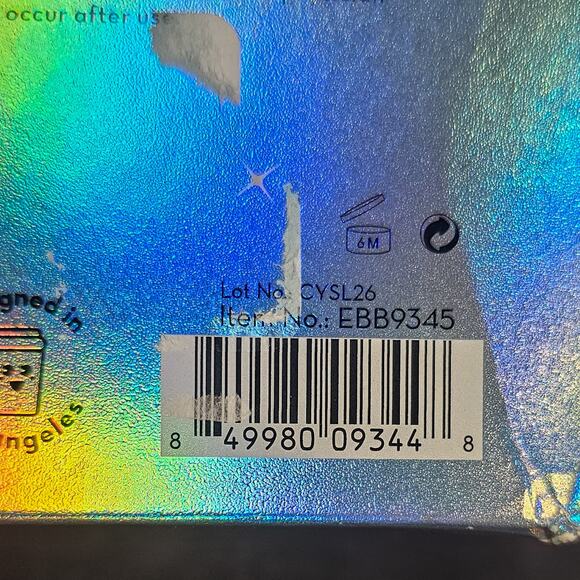 occur after use
6M
Lot No.: CYSL26
Item No.: EBB9345
8 49980 09344 8
gned in
ngeles